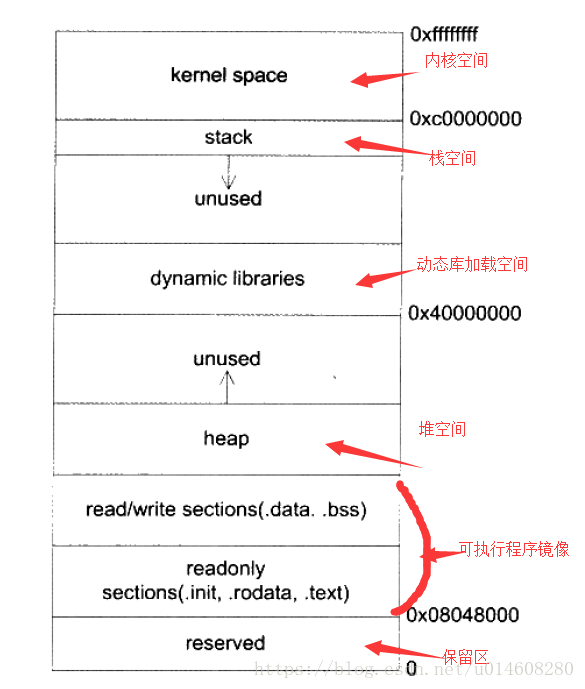 0xffffffff
kernel space
内核空间
0xc0000000
stack
栈空间
unused
dynamic libraries
动态库加载空间
0x40000000
unused
heap
堆空间
read/write sections(.data. .bss)
可执行程序镜像
readonly
sections(.init, .rodata, .text)
0x08048000
reserved
保留区
0
https://blog.csdn.net/u014608280